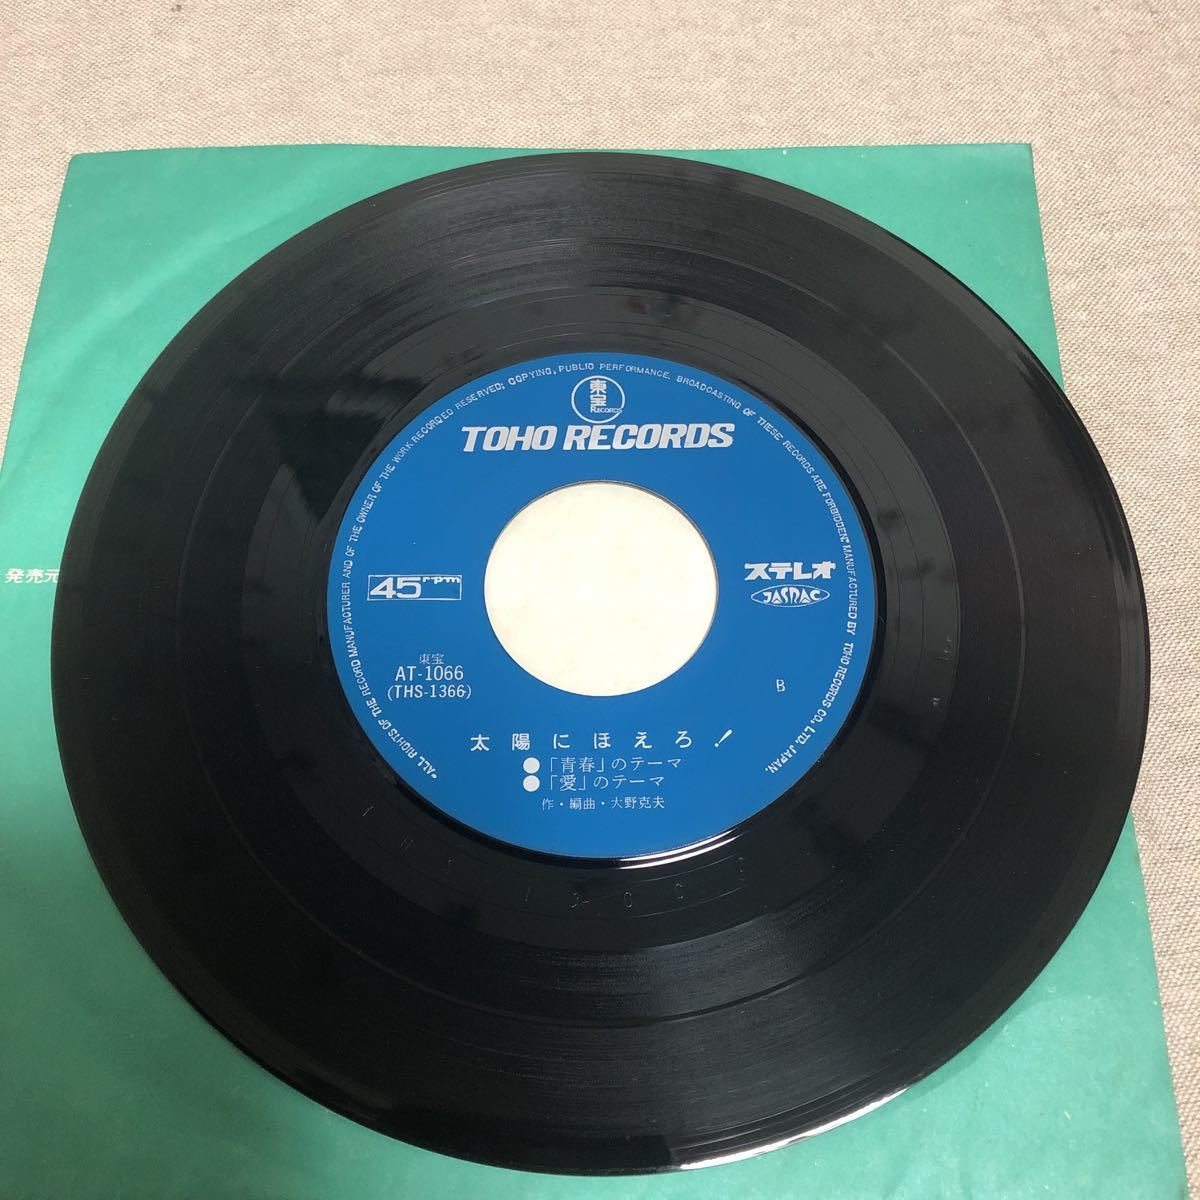 東宝
RECORDS
TOHO RECORDS
"ALL RIGHTS OF THE RECORD MANUFACTURER AND OF THE OWNER OF THE WORK RECORDED RESERVED; COPYING, PUBLIC PERFORMANCE, BROADCASTING OF THESE RECORDS ARE FORBIDDEN." MANUFACTURED BY TOHO RECORDS CO., LTD. JAPAN.
発売元
45 rpm
ステレオ
JASRAC
東宝
AT-1066
(THS-1366)
B
太陽にほえろ!
●「青春」のテーマ
●「愛」のテーマ
作・編曲・大野克夫